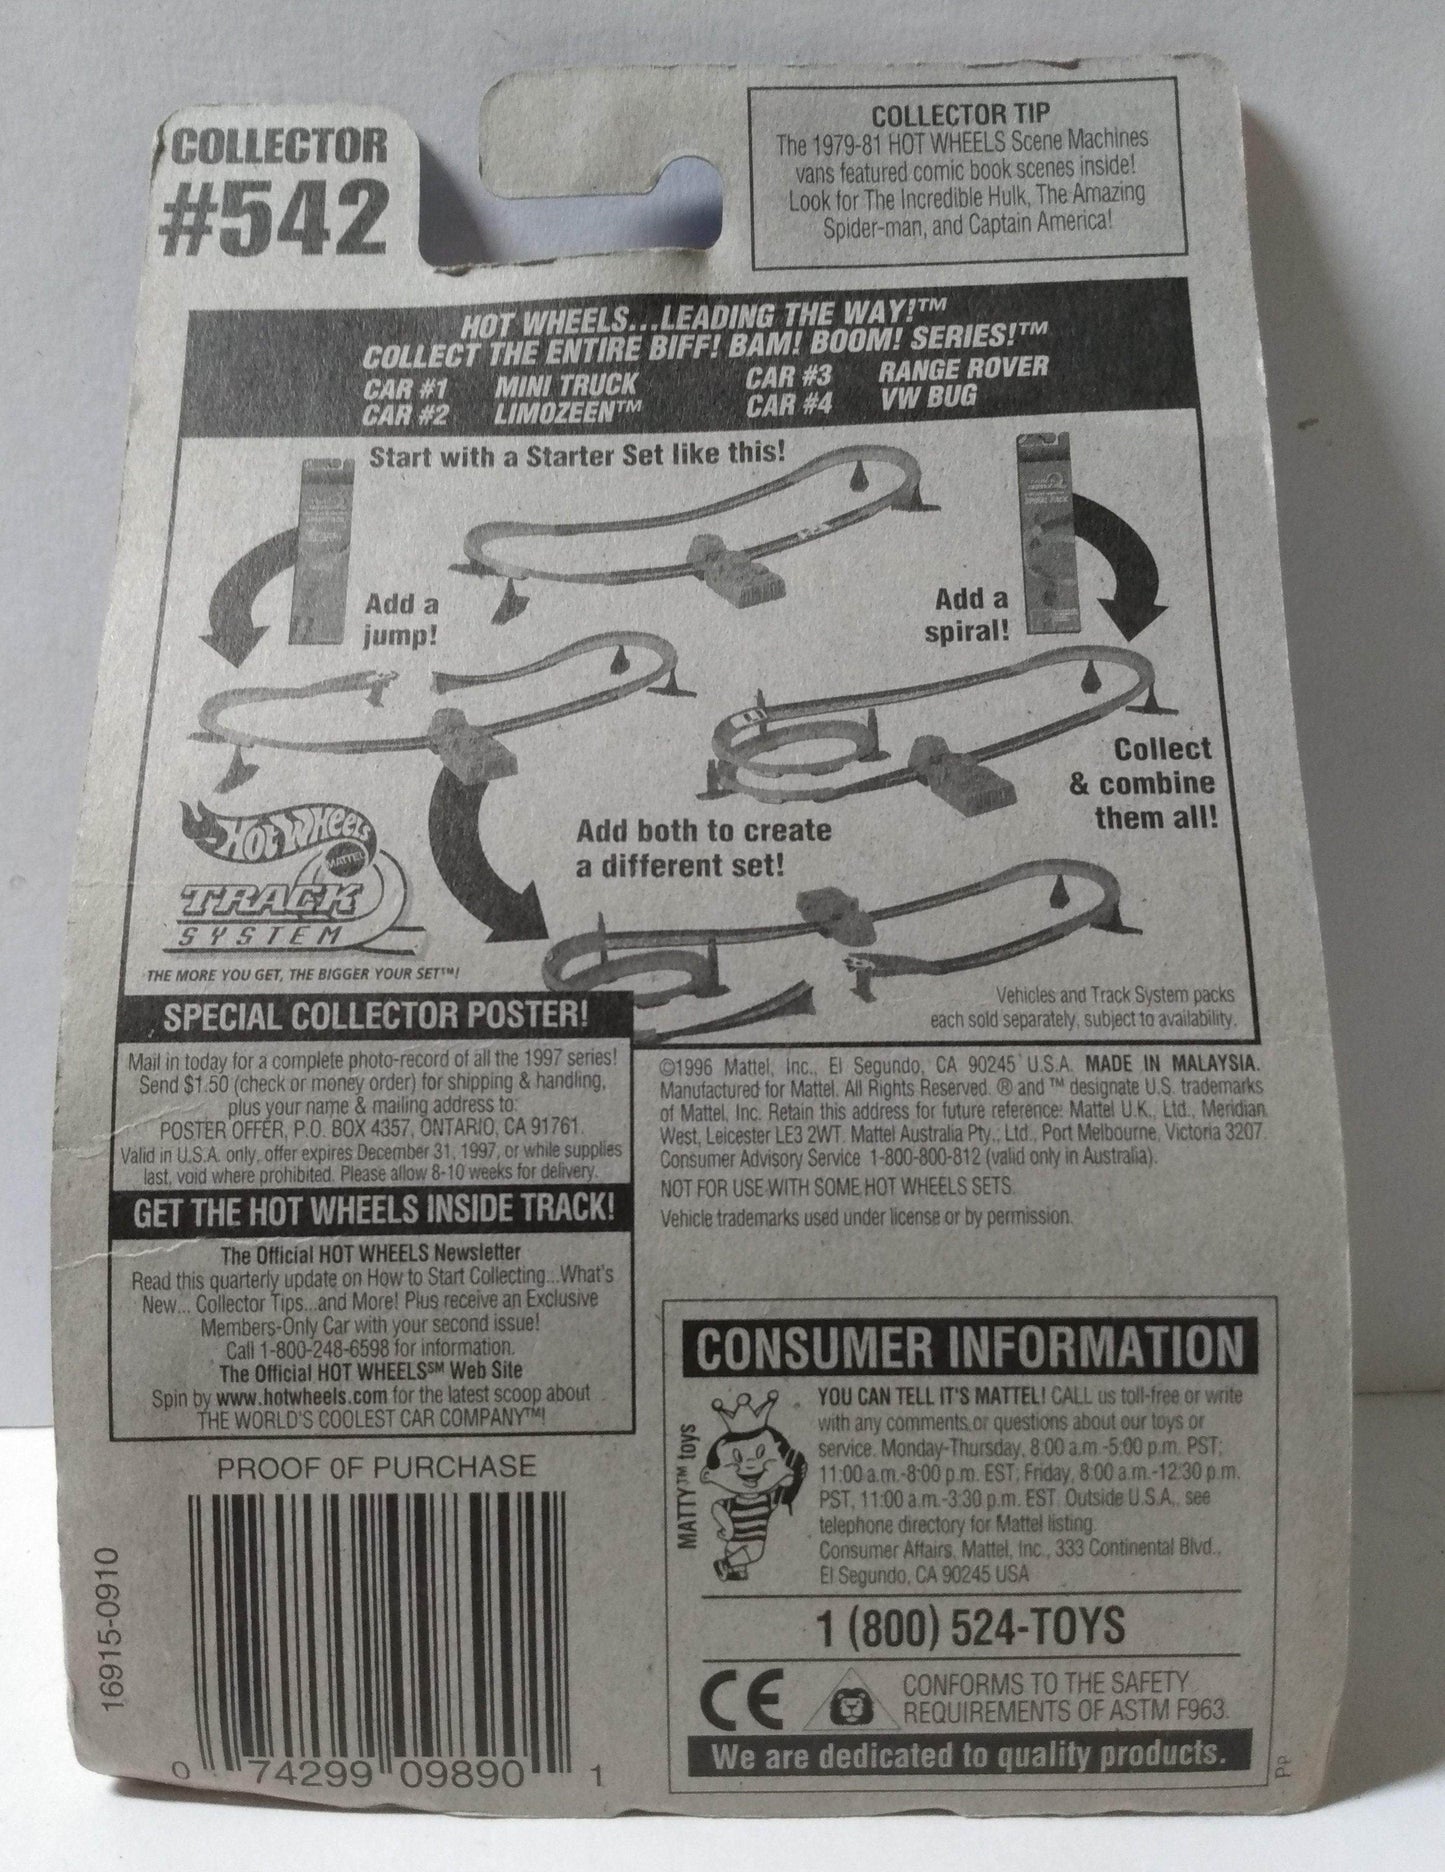 COLLECTOR
#542
COLLECTOR TIP
The 1979-81 HOT WHEELS Scene Machines
vans featured comic book scenes inside!
Look for The Incredible Hulk, The Amazing
Spider-man, and Captain America!
HOT WHEELS...LEADING THE WAY!™
COLLECT THE ENTIRE BIFF! BAM! BOOM! SERIES!™
CAR #1 MINI TRUCK CAR #3 RANGE ROVER
CAR #2 LIMOZEEN™ CAR #4 VW BUG
Start with a Starter Set like this!
Add a
jump!
Add a
spiral!
Collect
& combine
them all!
Add both to create
a different set!
Hot Wheels
MATTEL
TRACK
SYSTEM
THE MORE YOU GET, THE BIGGER YOUR SET™!
Vehicles and Track System packs
each sold separately, subject to availability.
SPECIAL COLLECTOR POSTER!
Mail in today for a complete photo-record of all the 1997 series!
Send $1.50 (check or money order) for shipping & handling,
plus your name & mailing address to:
POSTER OFFER, P.O. BOX 4357, ONTARIO, CA 91761.
Valid in U.S.A. only, offer expires December 31, 1997, or while supplies
last, void where prohibited. Please allow 8-10 weeks for delivery.
GET THE HOT WHEELS INSIDE TRACK!
The Official HOT WHEELS Newsletter
Read this quarterly update on How to Start Collecting...What's
New... Collector Tips...and More! Plus receive an Exclusive
Members-Only Car with your second issue!
Call 1-800-248-6598 for information.
The Official HOT WHEELS℠ Web Site
Spin by www.hotwheels.com for the latest scoop about
THE WORLD'S COOLEST CAR COMPANY™!
©1996 Mattel, Inc., El Segundo, CA 90245 U.S.A. MADE IN MALAYSIA.
Manufactured for Mattel. All Rights Reserved. ® and ™ designate U.S. trademarks
of Mattel, Inc. Retain this address for future reference: Mattel U.K., Ltd., Meridian
West, Leicester LE3 2WT. Mattel Australia Pty., Ltd., Port Melbourne, Victoria 3207.
Consumer Advisory Service 1-800-800-812 (valid only in Australia).
NOT FOR USE WITH SOME HOT WHEELS SETS.
Vehicle trademarks used under license or by permission.
PROOF OF PURCHASE
16915-0910
0 74299 09890 1
CONSUMER INFORMATION
MATTY™ toys
YOU CAN TELL IT'S MATTEL! CALL us toll-free or write
with any comments or questions about our toys or
service. Monday-Thursday, 8:00 a.m.-5:00 p.m. PST;
11:00 a.m.-8:00 p.m. EST; Friday, 8:00 a.m.-12:30 p.m.
PST, 11:00 a.m.-3:30 p.m. EST. Outside U.S.A., see
telephone directory for Mattel listing.
Consumer Affairs, Mattel, Inc., 333 Continental Blvd.,
El Segundo, CA 90245 USA
1 (800) 524-TOYS
CE
CONFORMS TO THE SAFETY
REQUIREMENTS OF ASTM F963.
We are dedicated to quality products.
Pp